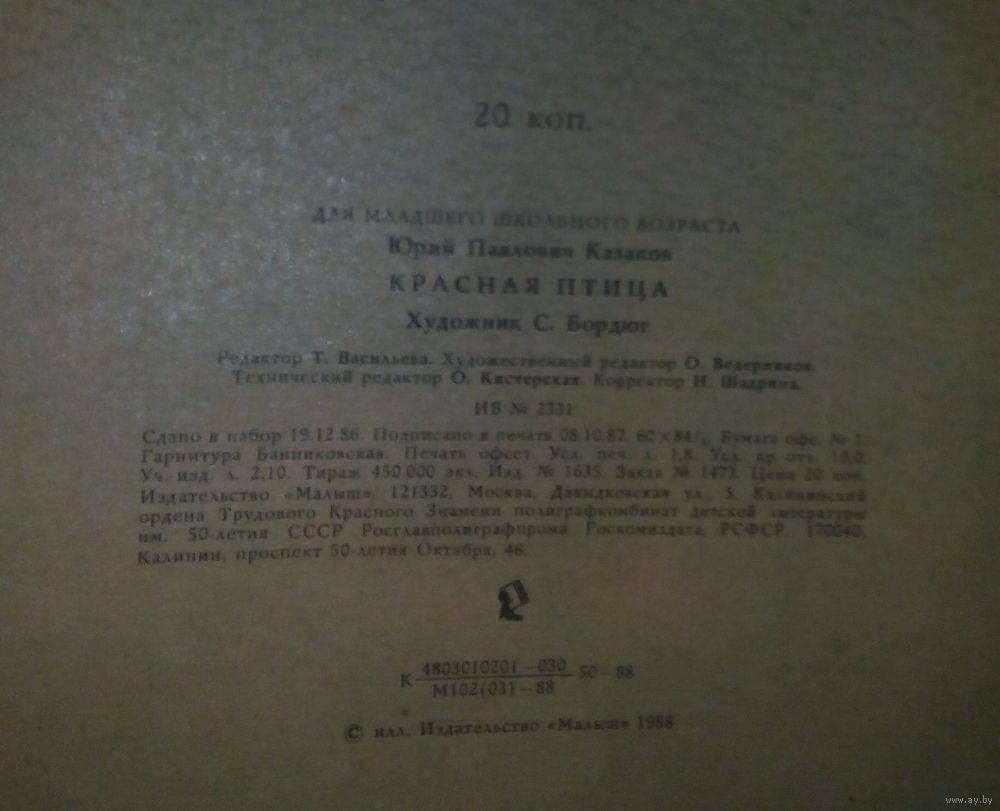 20 КОП.
ДЛЯ МЛАДШЕГО ШКОЛЬНОГО ВОЗРАСТА
Юрий Павлович Казаков
КРАСНАЯ ПТИЦА
Художник С. Бордюг
Редактор Т. Васильева. Художественный редактор О. Ведерников.
Технический редактор О. Кистерская. Корректор Н. Шадрина.
ИБ № 2331
Сдано в набор 19.12.86. Подписано в печать 08.10.87. 60×84/ Бумага офс. № 1.
Гарнитура Банниковская. Печать офсет. Усл. печ. л. 1,8. Усл. кр.-отт. 10,0.
Уч. изд. л. 2,10. Тираж 450 000 экз. Изд. № 1635. Заказ № 1473. Цена 20 коп.
Издательство «Малыш». 121352, Москва, Давыдковская ул., 5. Калининский
ордена Трудового Красного Знамени полиграфкомбинат детской литературы
им. 50-летия СССР Росглавполиграфпрома Госкомиздата РСФСР. 170040,
Калинин, проспект 50-летия Октября, 46.
К 4803010201—030 50—88
М102(03)—88
© илл. Издательство «Малыш» 1988
www.ay.by